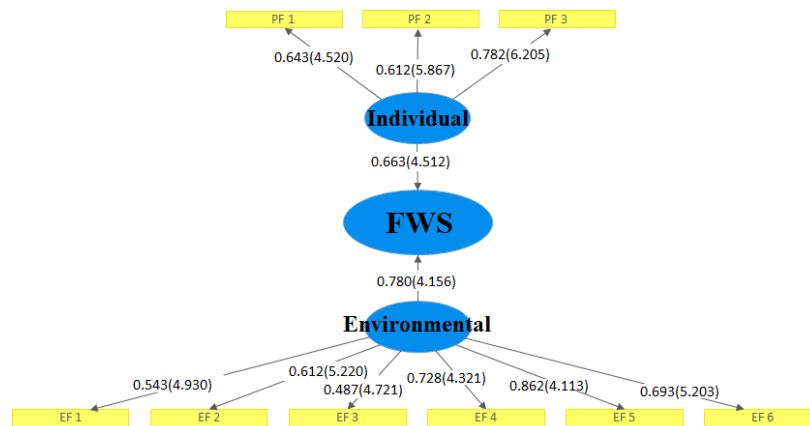 PF 1
PF 2
PF 3
0.643(4.520)
0.612(5.867)
0.782(6.205)
Individual
0.663(4.512)
FWS
0.780(4.156)
Environmental
0.543(4.930)
0.612(5.220)
0.487(4.721)
0.728(4.321)
0.862(4.113)
0.693(5.203)
EF 1
EF 2
EF 3
EF 4
EF 5
EF 6